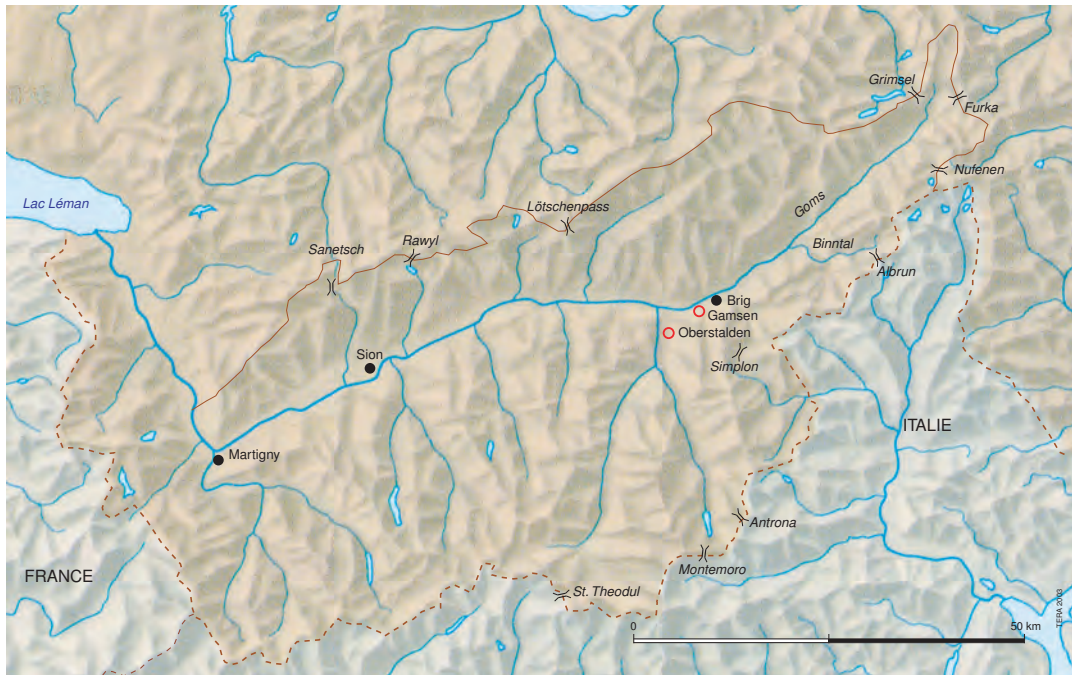 Grimsel
Furka
Nufenen
Lac Léman
Goms
Lötschenpass
Rawyl
Sanetsch
Binntal
Albrun
Brig
Gamsen
Oberstalden
Sion
Simplon
ITALIE
Martigny
Antrona
Montemoro
FRANCE
St. Theodul
0
50 km
TERA 2003